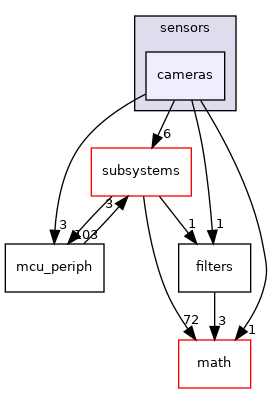 sensors
cameras
6
subsystems
3
3
103
1
1
mcu_periph
filters
72
3
1
math